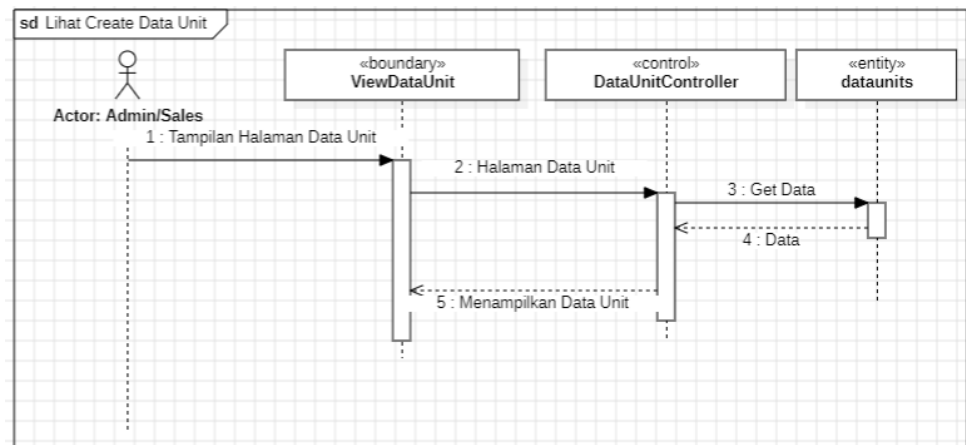 sd Lihat Create Data Unit
Actor: Admin/Sales
«boundary»
ViewDataUnit
«control»
DataUnitController
«entity»
dataunits
1 : Tampilan Halaman Data Unit
2 : Halaman Data Unit
3 : Get Data
4 : Data
5 : Menampilkan Data Unit